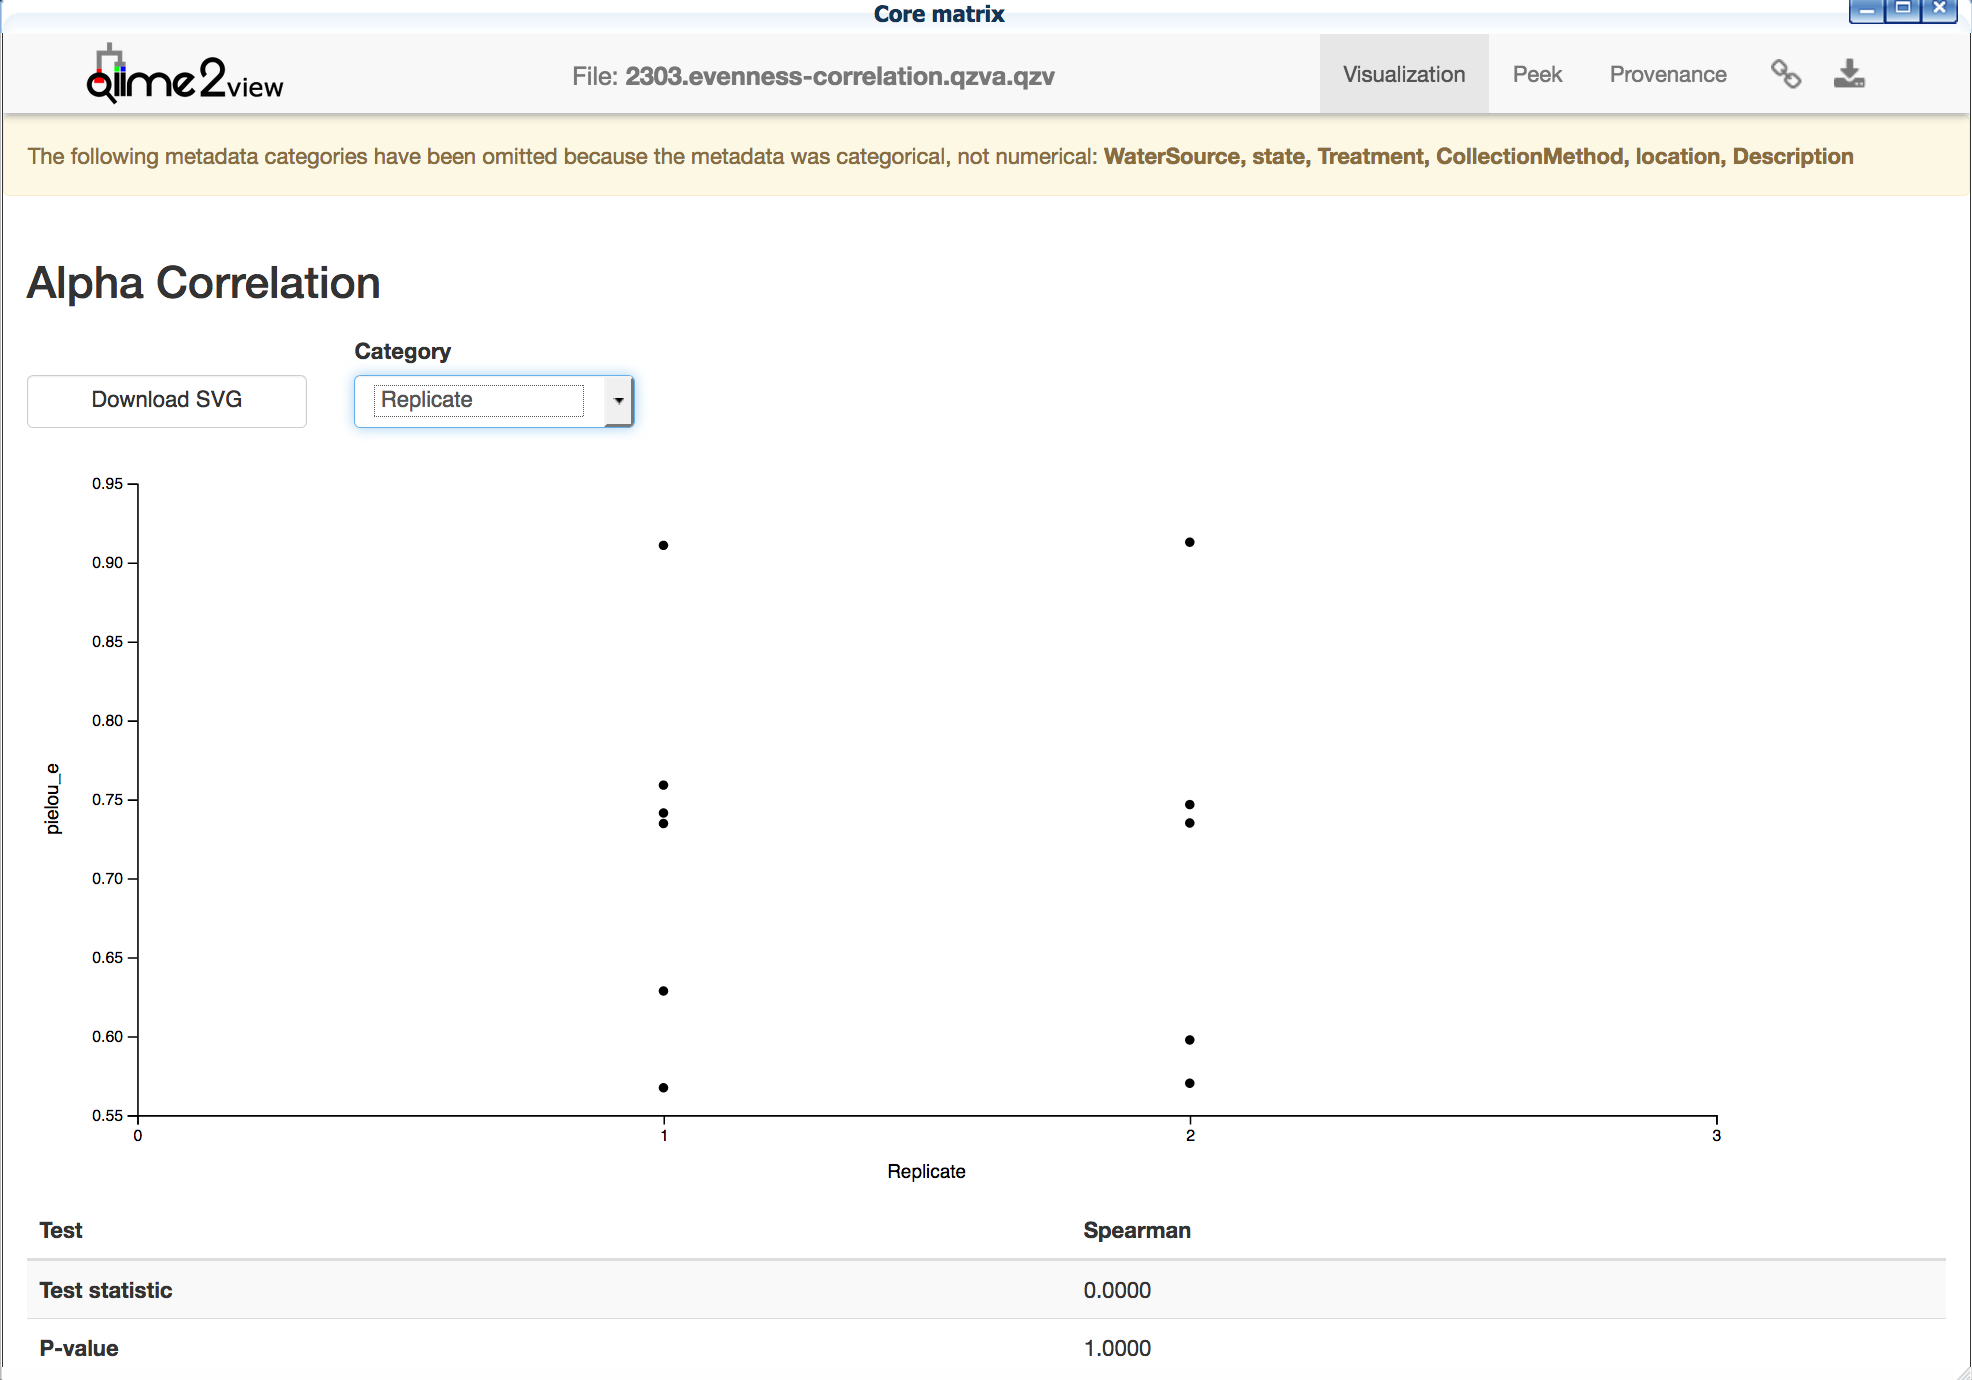 Core matrix
qiime2view
File: 2303.evenness-correlation.qzva.qzv
Visualization
Peek
Provenance
The following metadata categories have been omitted because the metadata was categorical, not numerical: WaterSource, state, Treatment, CollectionMethod, location, Description
Alpha Correlation
Category
Download SVG
Replicate
0.95
0.90
0.85
0.80
0.75
0.70
0.65
0.60
0.55
pielou_e
0 1 2 3
Replicate
Test Spearman
Test statistic 0.0000
P-value 1.0000